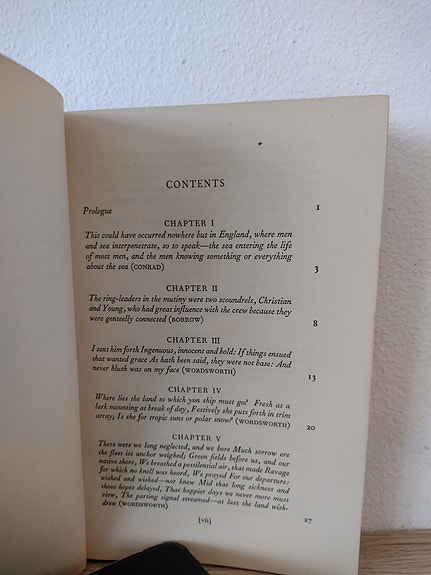 CONTENTS
Prologue 1
CHAPTER I
This could have occurred nowhere but in England, where men
and sea interpenetrate, so to speak—the sea entering the life
of most men, and the men knowing something or everything
about the sea (CONRAD) 3
CHAPTER II
The ring-leaders in the mutiny were two scoundrels, Christian
and Young, who had great influence with the crew because they
were genteelly connected (BORROW) 8
CHAPTER III
I sent him forth Ingenuous, innocent and bold: If things ensued
that wanted grace As hath been said, they were not base: And
never blush was on my face (WORDSWORTH) 13
CHAPTER IV
Where lies the land to which yon ship must go? Fresh as a
lark mounting at break of day, Festively she puts forth in trim
array; Is she for tropic suns or polar snow? (WORDSWORTH) 20
CHAPTER V
There were we long neglected, and we bore Much sorrow ere
the fleet its anchor weighed; Green fields before us, and our
native shore, We breathed a pestilential air, that made Ravage
for which no knell was heard, We prayed For our departure:
wished and wished—nor knew Mid that long sickness and
those hopes delayed, That happier days we never more must
view, The parting signal streamed—at last the land with-
drew (WORDSWORTH) 27
[vii]